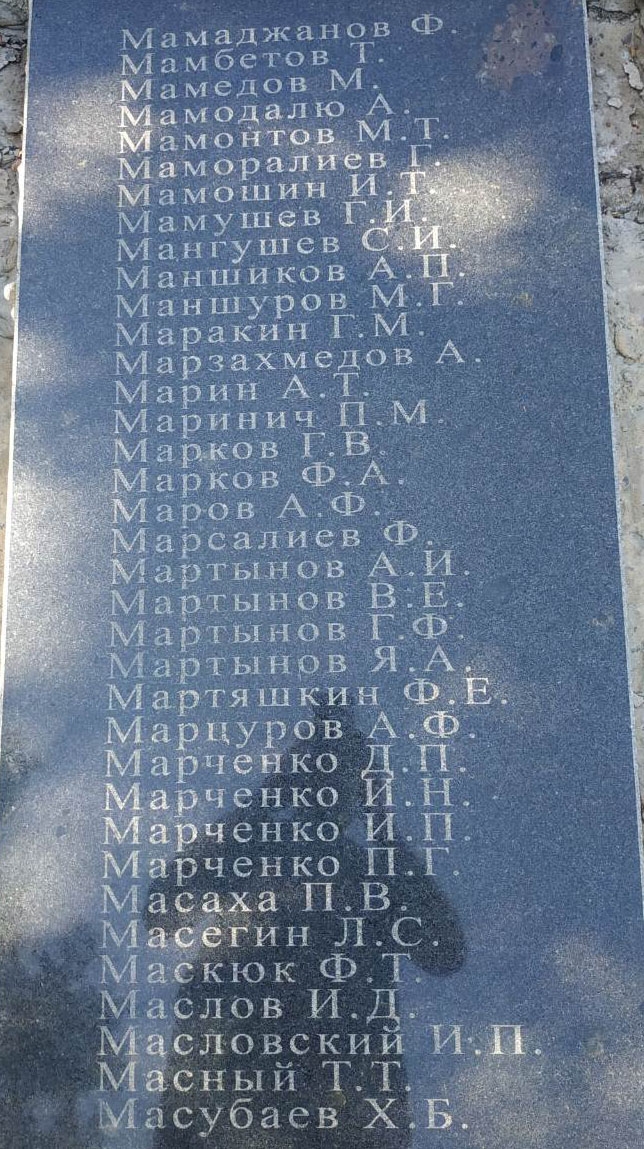 Мамаджанов Ф.
Мамбетов Т.
Мамедов М.
Мамодалю А.
Мамонтов М.Т.
Маморалиев Г.
Мамошин И.Т.
Мамушев Г.И.
Мангушев С.И.
Маншиков А.П.
Маншуров М.Г.
Маракин Г.М.
Марзахмедов А.
Марин А.Т.
Маринич П.М.
Марков Г.В.
Марков Ф.А.
Маров А.Ф.
Марсалиев Ф.
Мартынов А.И.
Мартынов В.Е.
Мартынов Г.Ф.
Мартынов Я.А.
Мартяшкин Ф.Е.
Марцуров А.Ф.
Марченко Д.П.
Марченко И.Н.
Марченко И.П.
Марченко П.Г.
Масаха П.В.
Масегин Л.С.
Маскюк Ф.Т.
Маслов И.Д.
Масловский И.П.
Масный Т.Т.
Масубаев Х.Б.